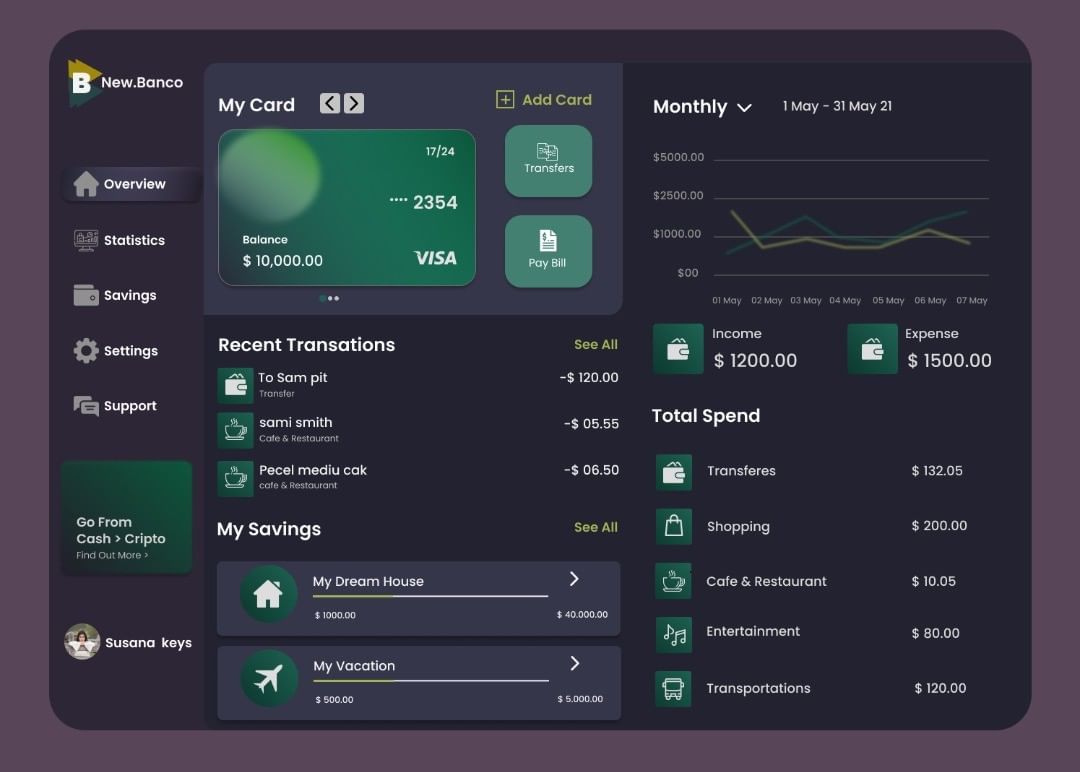 B New.Banco
Overview
Statistics
Savings
Settings
Support
Go From
Cash > Cripto
Find Out More >
Susana keys
My Card
Add Card
17/24
.... 2354
Balance
$ 10,000.00
VISA
Transfers
Pay Bill
Recent Transations
See All
To Sam pit
-$ 120.00
Transfer
sami smith
-$ 05.55
Cafe & Restaurant
Pecel mediu cak
-$ 06.50
cafe & Restaurant
My Savings
See All
My Dream House
$ 1000.00
$ 40.000.00
My Vacation
$ 500.00
$ 5.000.00
Monthly
1 May - 31 May 21
$5000.00
$2500.00
$1000.00
$00
01 May 02 May 03 May 04 May 05 May 06 May 07 May
Income
$ 1200.00
Expense
$ 1500.00
Total Spend
Transferes
$ 132.05
Shopping
$ 200.00
Cafe & Restaurant
$ 10.05
Entertainment
$ 80.00
Transportations
$ 120.00